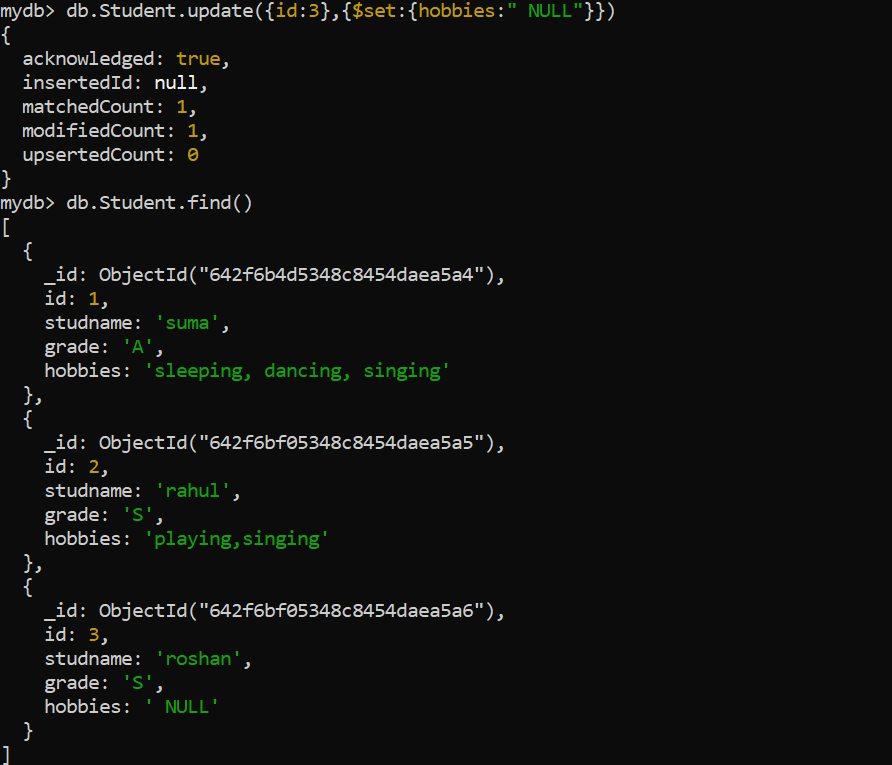 mydb> db.Student.update({id:3},{$set:{hobbies:" NULL"}})
{
  acknowledged: true,
  insertedId: null,
  matchedCount: 1,
  modifiedCount: 1,
  upsertedCount: 0
}
mydb> db.Student.find()
[
  {
    _id: ObjectId("642f6b4d5348c8454daea5a4"),
    id: 1,
    studname: 'suma',
    grade: 'A',
    hobbies: 'sleeping, dancing, singing'
  },
  {
    _id: ObjectId("642f6bf05348c8454daea5a5"),
    id: 2,
    studname: 'rahul',
    grade: 'S',
    hobbies: 'playing,singing'
  },
  {
    _id: ObjectId("642f6bf05348c8454daea5a6"),
    id: 3,
    studname: 'roshan',
    grade: 'S',
    hobbies: ' NULL'
  }
]